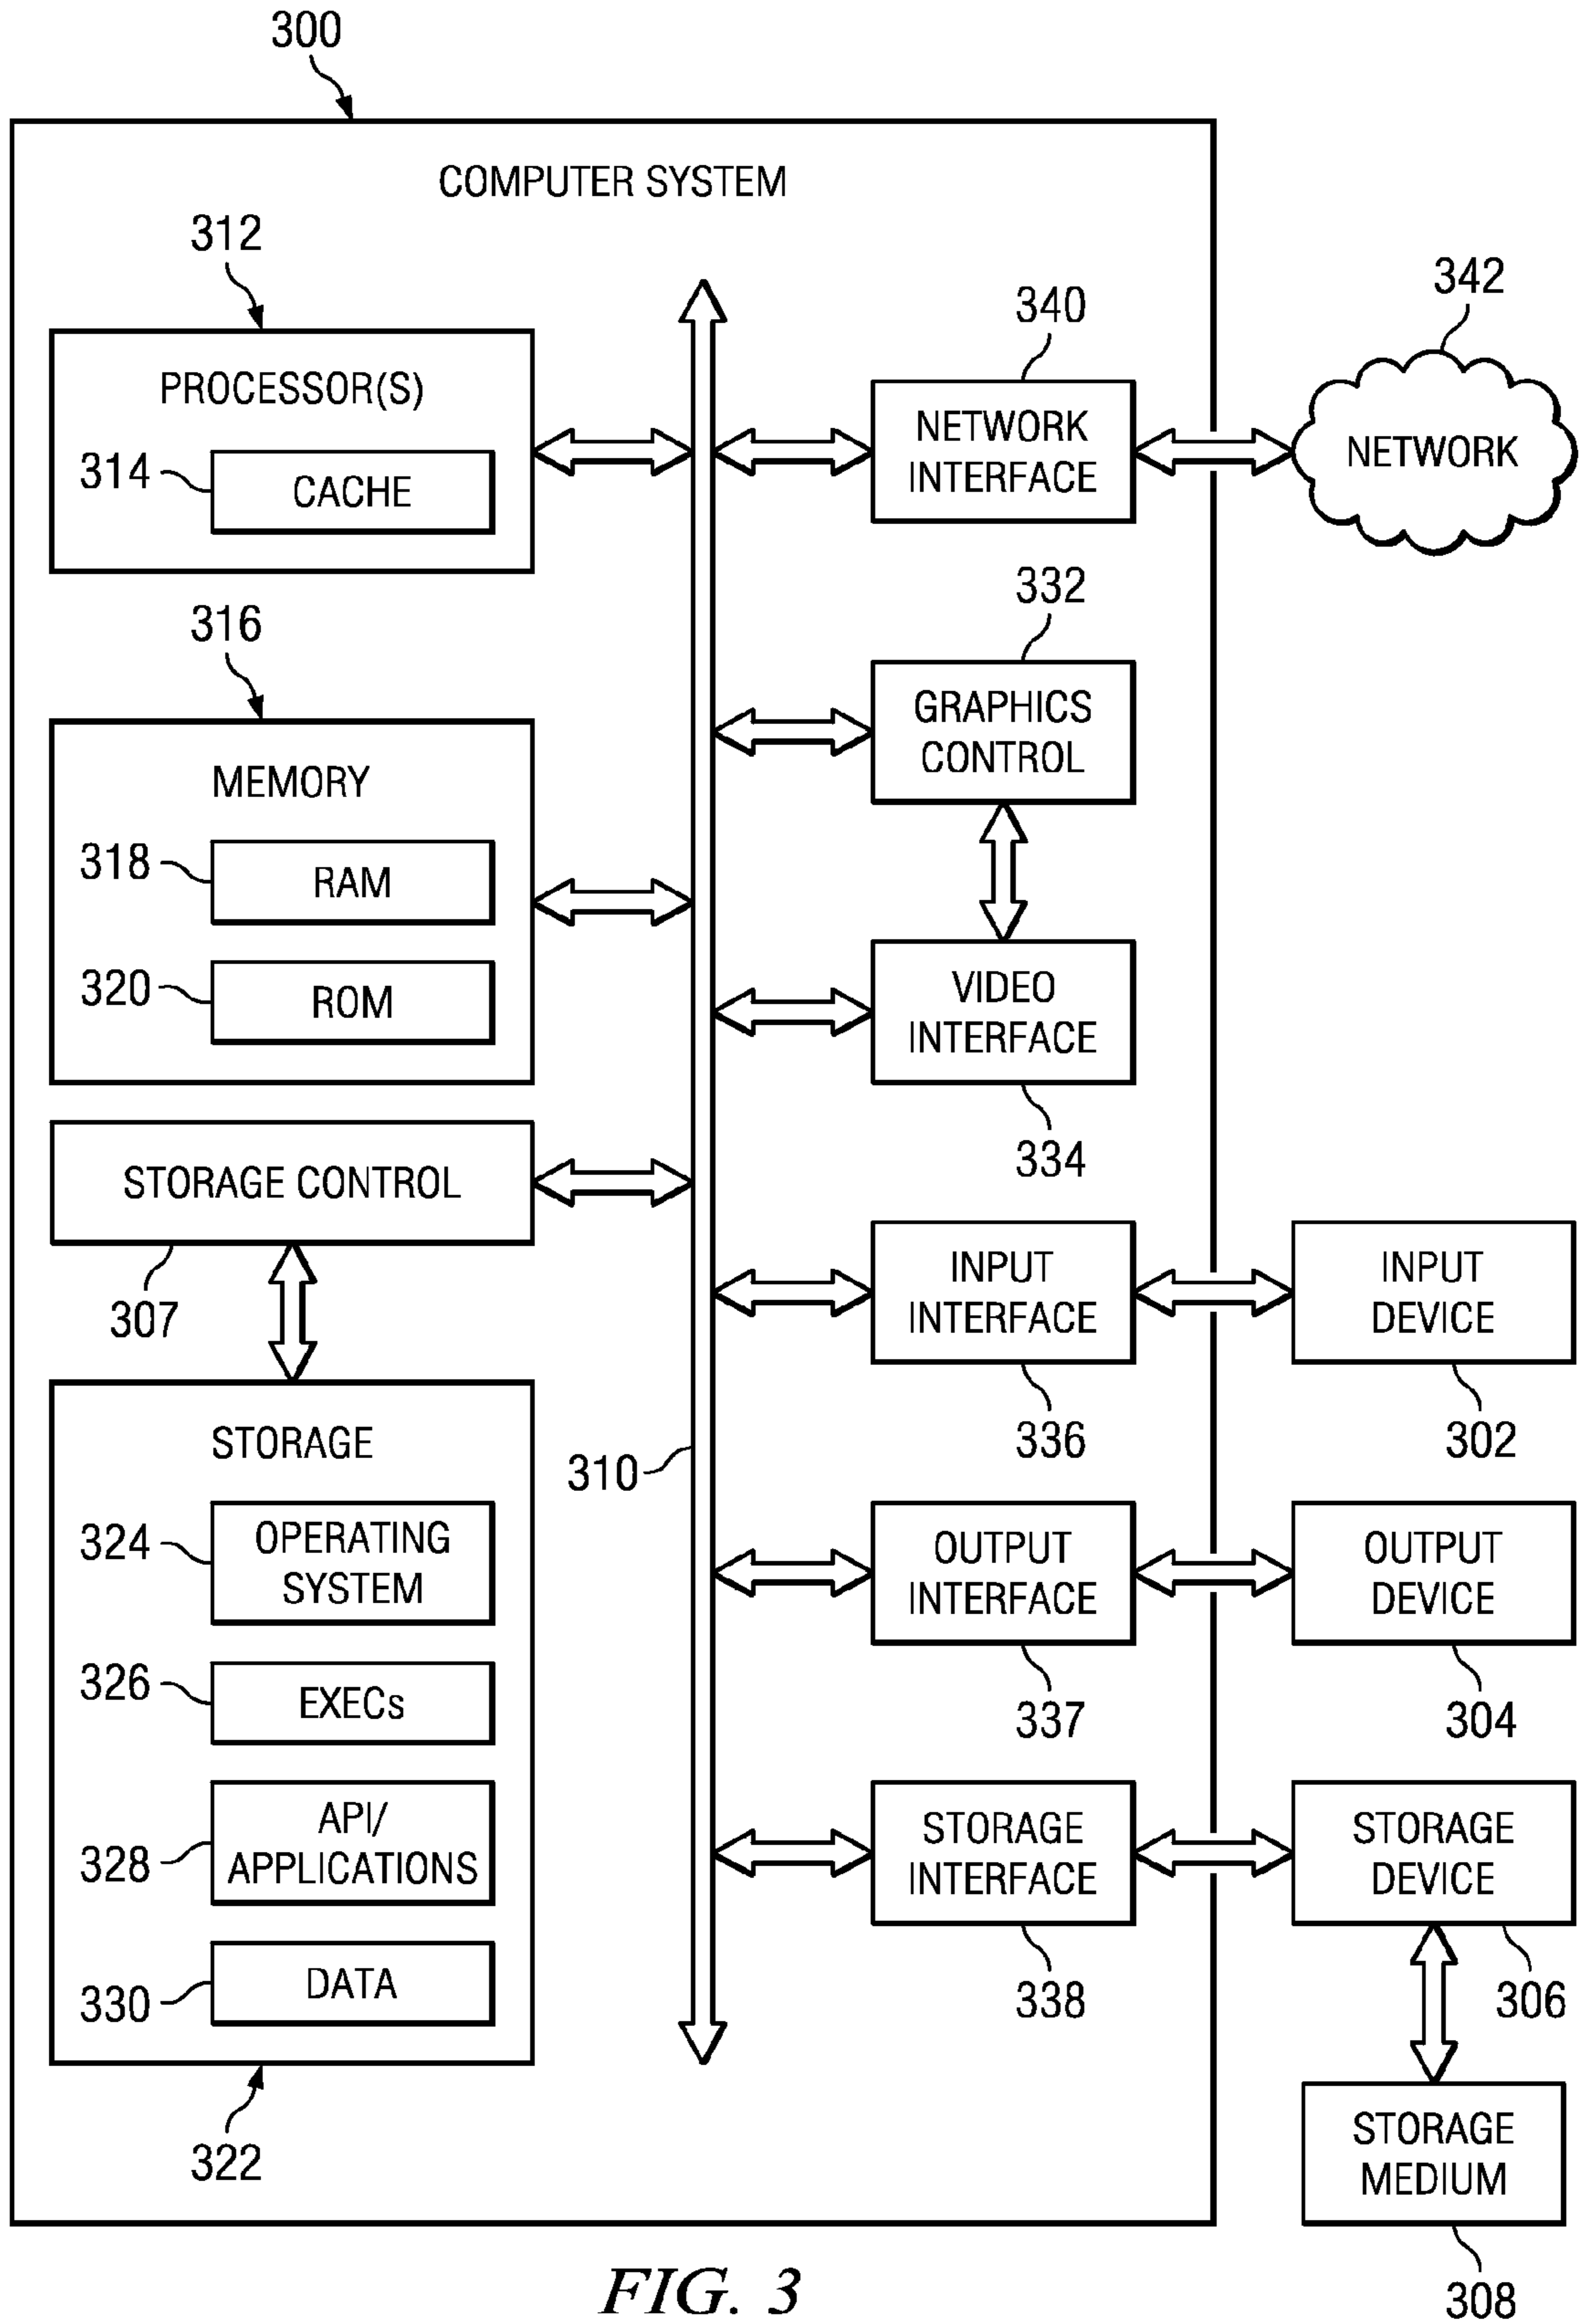 300
COMPUTER SYSTEM
312
PROCESSOR(S)
314
CACHE
316
MEMORY
318
RAM
320
ROM
STORAGE CONTROL
307
STORAGE
324
OPERATING
SYSTEM
326
EXECs
328
API/
APPLICATIONS
330
DATA
322
310
340
NETWORK
INTERFACE
342
NETWORK
332
GRAPHICS
CONTROL
VIDEO
INTERFACE
334
INPUT
INTERFACE
336
INPUT
DEVICE
302
OUTPUT
INTERFACE
337
OUTPUT
DEVICE
304
STORAGE
INTERFACE
338
STORAGE
DEVICE
306
STORAGE
MEDIUM
308
FIG. 3